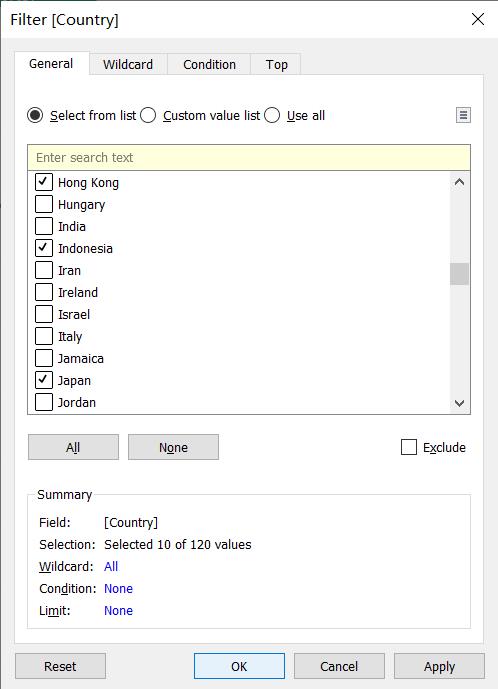 Filter [Country]
General Wildcard Condition Top
Select from list Custom value list Use all
Enter search text
Hong Kong
Hungary
India
Indonesia
Iran
Ireland
Israel
Italy
Jamaica
Japan
Jordan
All None Exclude
Summary
Field: [Country]
Selection: Selected 10 of 120 values
Wildcard: All
Condition: None
Limit: None
Reset OK Cancel Apply